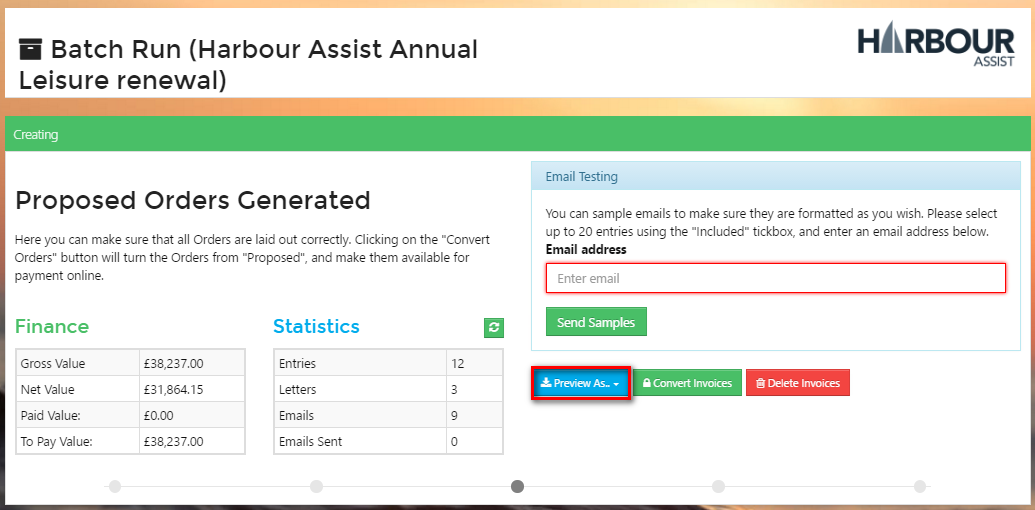 Batch Run (Harbour Assist Annual
Leisure renewal)
HARBOUR
ASSIST
Creating
Proposed Orders Generated
Here you can make sure that all Orders are laid out correctly. Clicking on the "Convert
Orders" button will turn the Orders from "Proposed", and make them available for
payment online.
Finance
Gross Value £38,237.00
Net Value £31,864.15
Paid Value: £0.00
To Pay Value: £38,237.00
Statistics
Entries 12
Letters 3
Emails 9
Emails Sent 0
Email Testing
You can sample emails to make sure they are formatted as you wish. Please select
up to 20 entries using the "Included" tickbox, and enter an email address below.
Email address
Enter email
Send Samples
Preview As.. Convert Invoices Delete Invoices